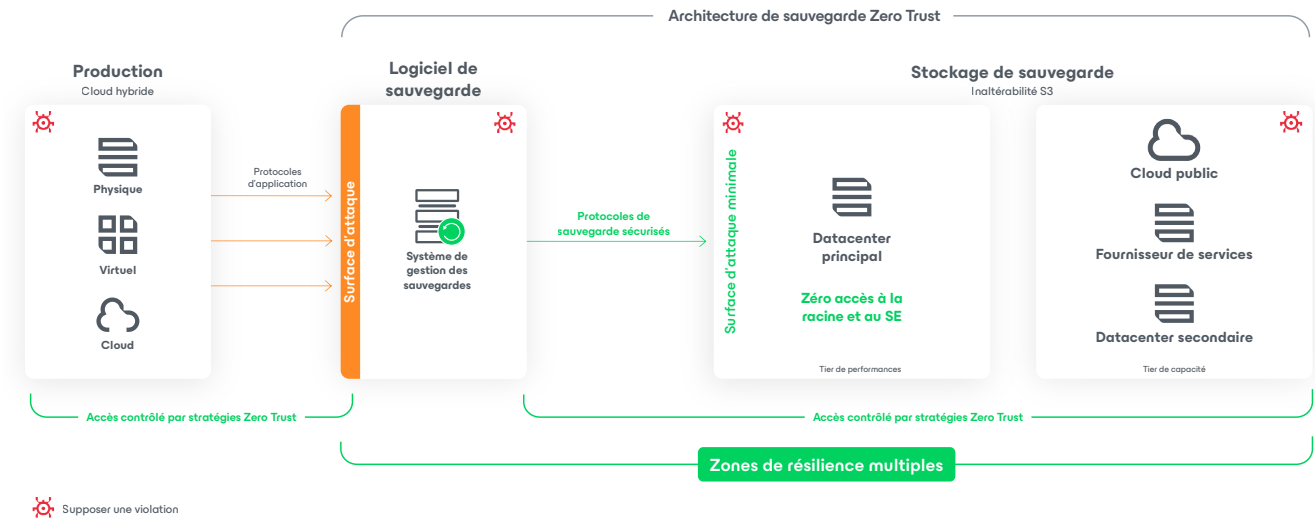 Architecture de sauvegarde Zero Trust
Production
Cloud hybride
Physique
Virtuel
Cloud
Protocoles
d'application
Logiciel de
sauvegarde
Surface d'attaque
Système de
gestion des
sauvegardes
Protocoles de
sauvegarde sécurisés
Stockage de sauvegarde
Inaltérabilité S3
Surface d'attaque minimale
Datacenter
principal
Zéro accès à la
racine et au SE
Tier de performances
Cloud public
Fournisseur de services
Datacenter secondaire
Tier de capacité
Accès contrôlé par stratégies Zero Trust
Accès contrôlé par stratégies Zero Trust
Zones de résilience multiples
Supposer une violation